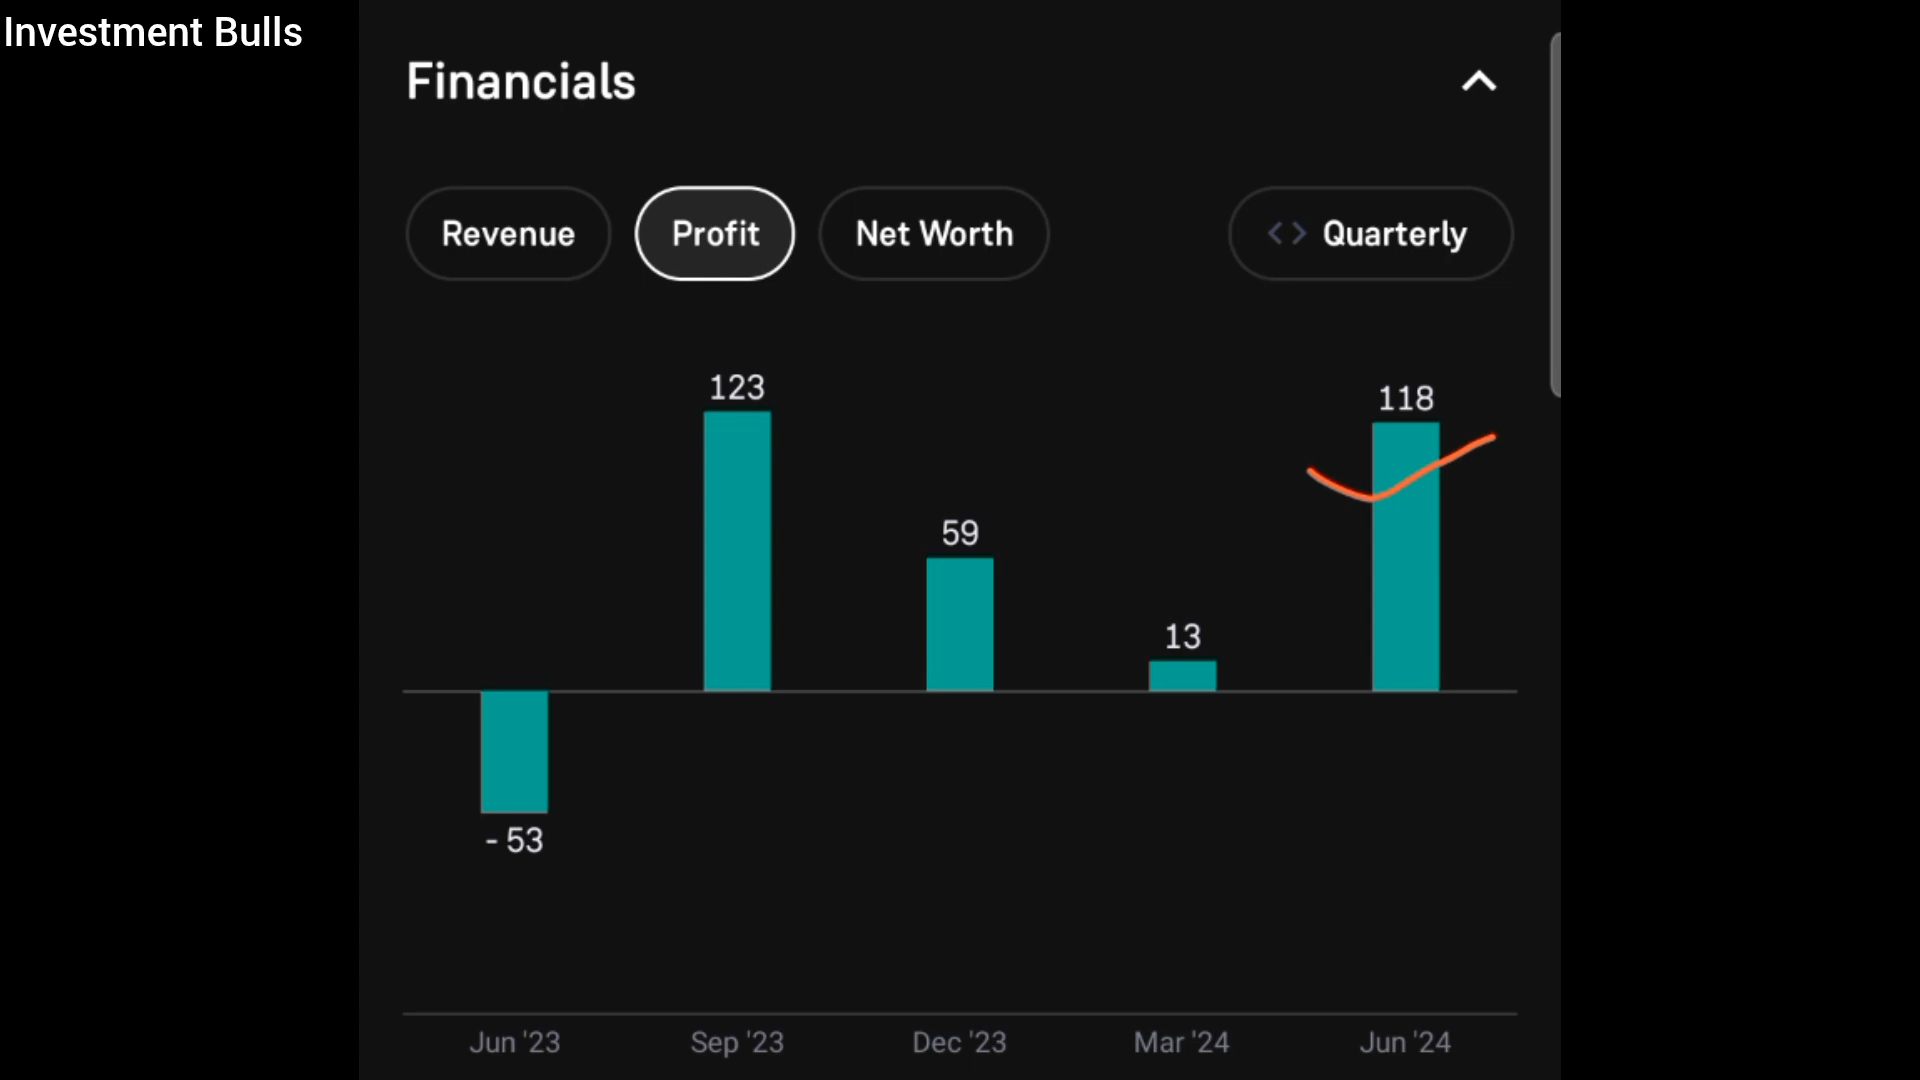 Investment Bulls
Financials
Revenue Profit Net Worth <> Quarterly
123
118
59
13
- 53
Jun '23 Sep '23 Dec '23 Mar '24 Jun '24